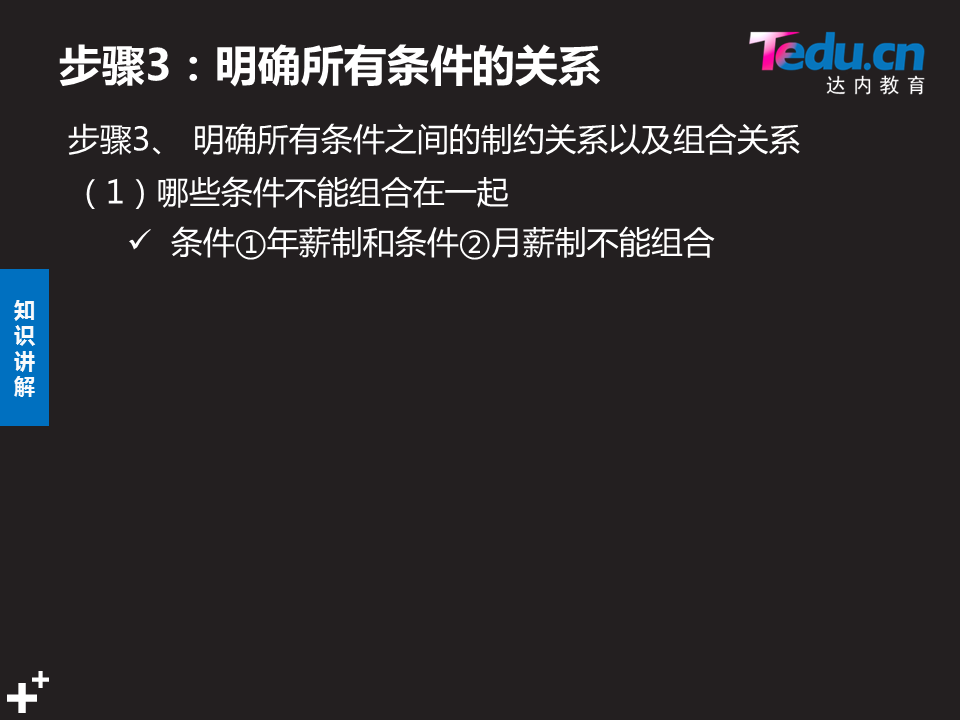 步骤3：明确所有条件的关系
Tedu.cn
达内教育
步骤3、 明确所有条件之间的制约关系以及组合关系
（1）哪些条件不能组合在一起
✓ 条件①年薪制和条件②月薪制不能组合
知
识
讲
解